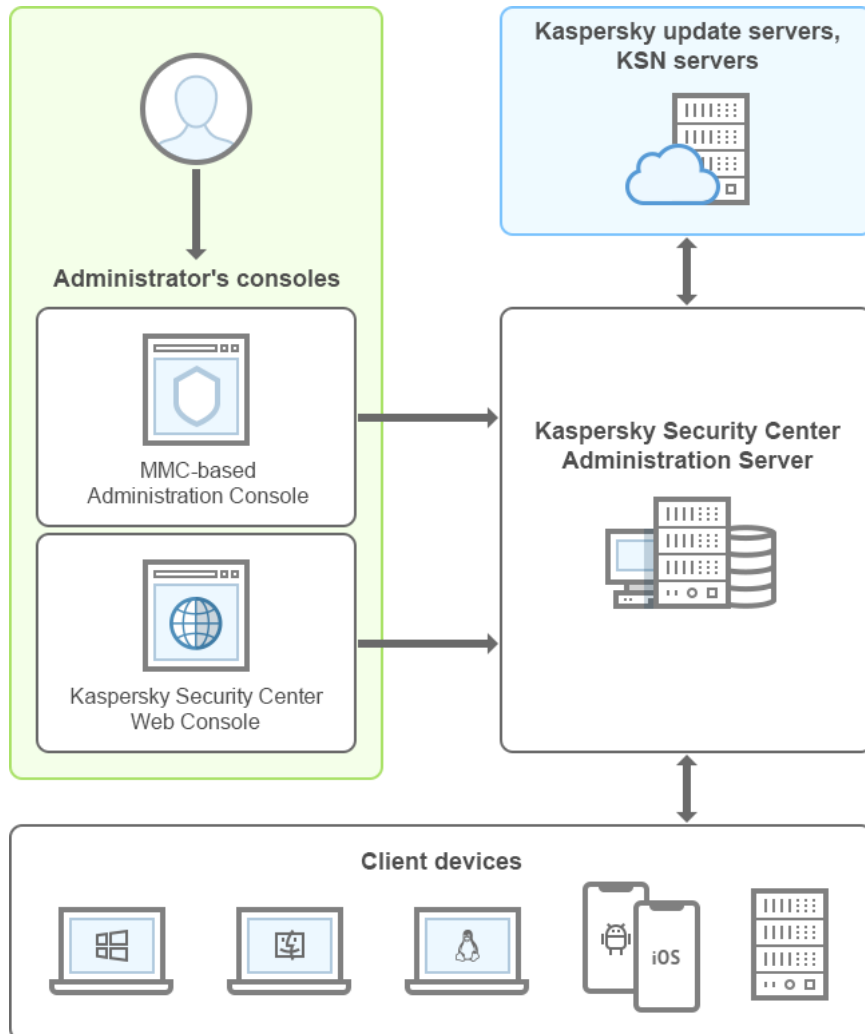 Kaspersky update servers,
KSN servers
Administrator's consoles
MMC-based
Administration Console
Kaspersky Security Center
Web Console
Kaspersky Security Center
Administration Server
Client devices
iOS